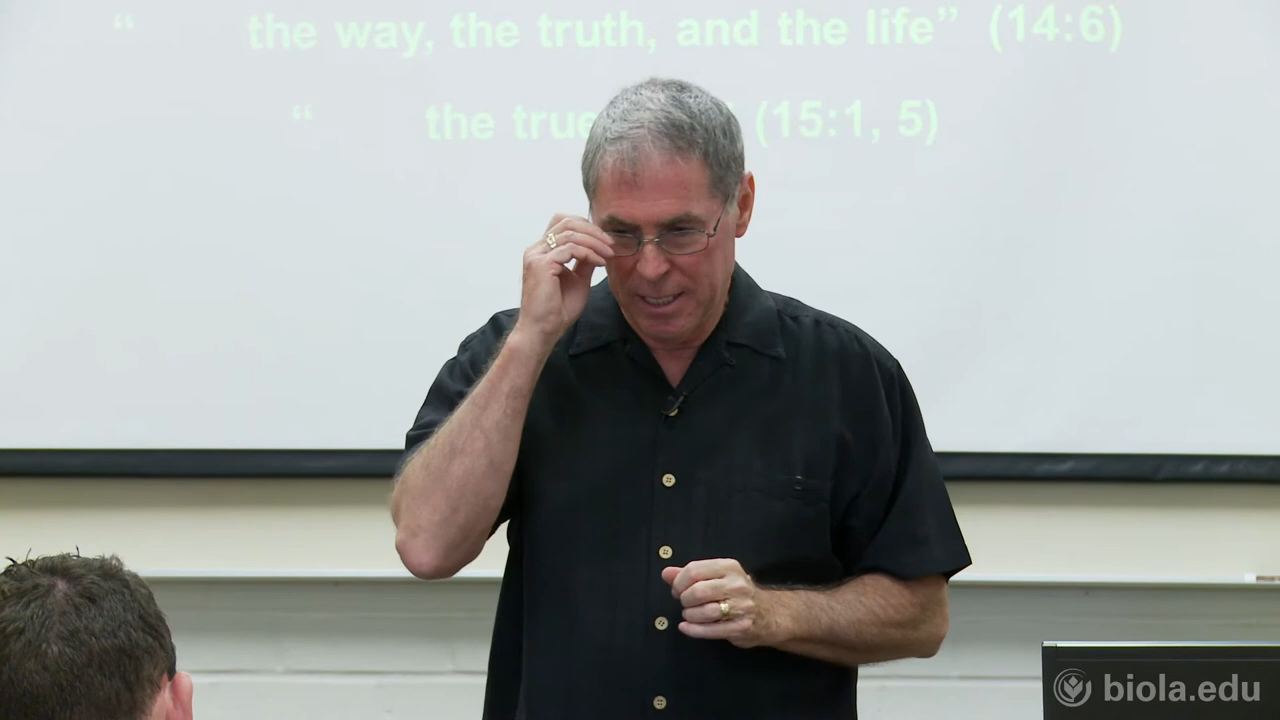 “ the way, the truth, and the life” (14:6)
“ the true (15:1, 5)
biola.edu